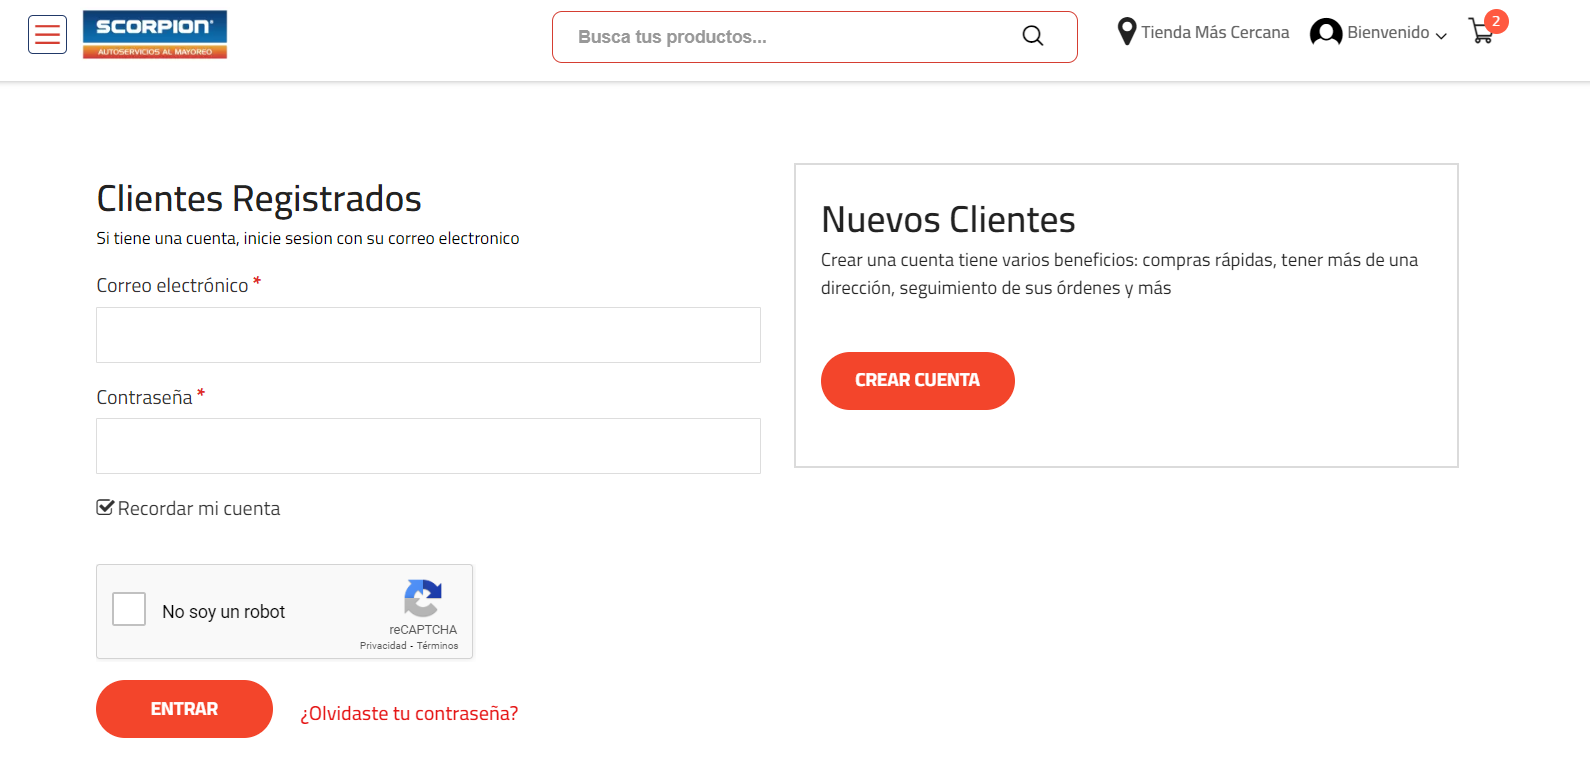 SCORPION
AUTOSERVICIOS AL MAYOREO
Busca tus productos...
Tienda Más Cercana
Bienvenido
2
Clientes Registrados
Si tiene una cuenta, inicie sesion con su correo electronico
Correo electrónico *
Contraseña *
Recordar mi cuenta
No soy un robot
reCAPTCHA
Privacidad - Términos
ENTRAR
¿Olvidaste tu contraseña?
Nuevos Clientes
Crear una cuenta tiene varios beneficios: compras rápidas, tener más de una
dirección, seguimiento de sus órdenes y más
CREAR CUENTA